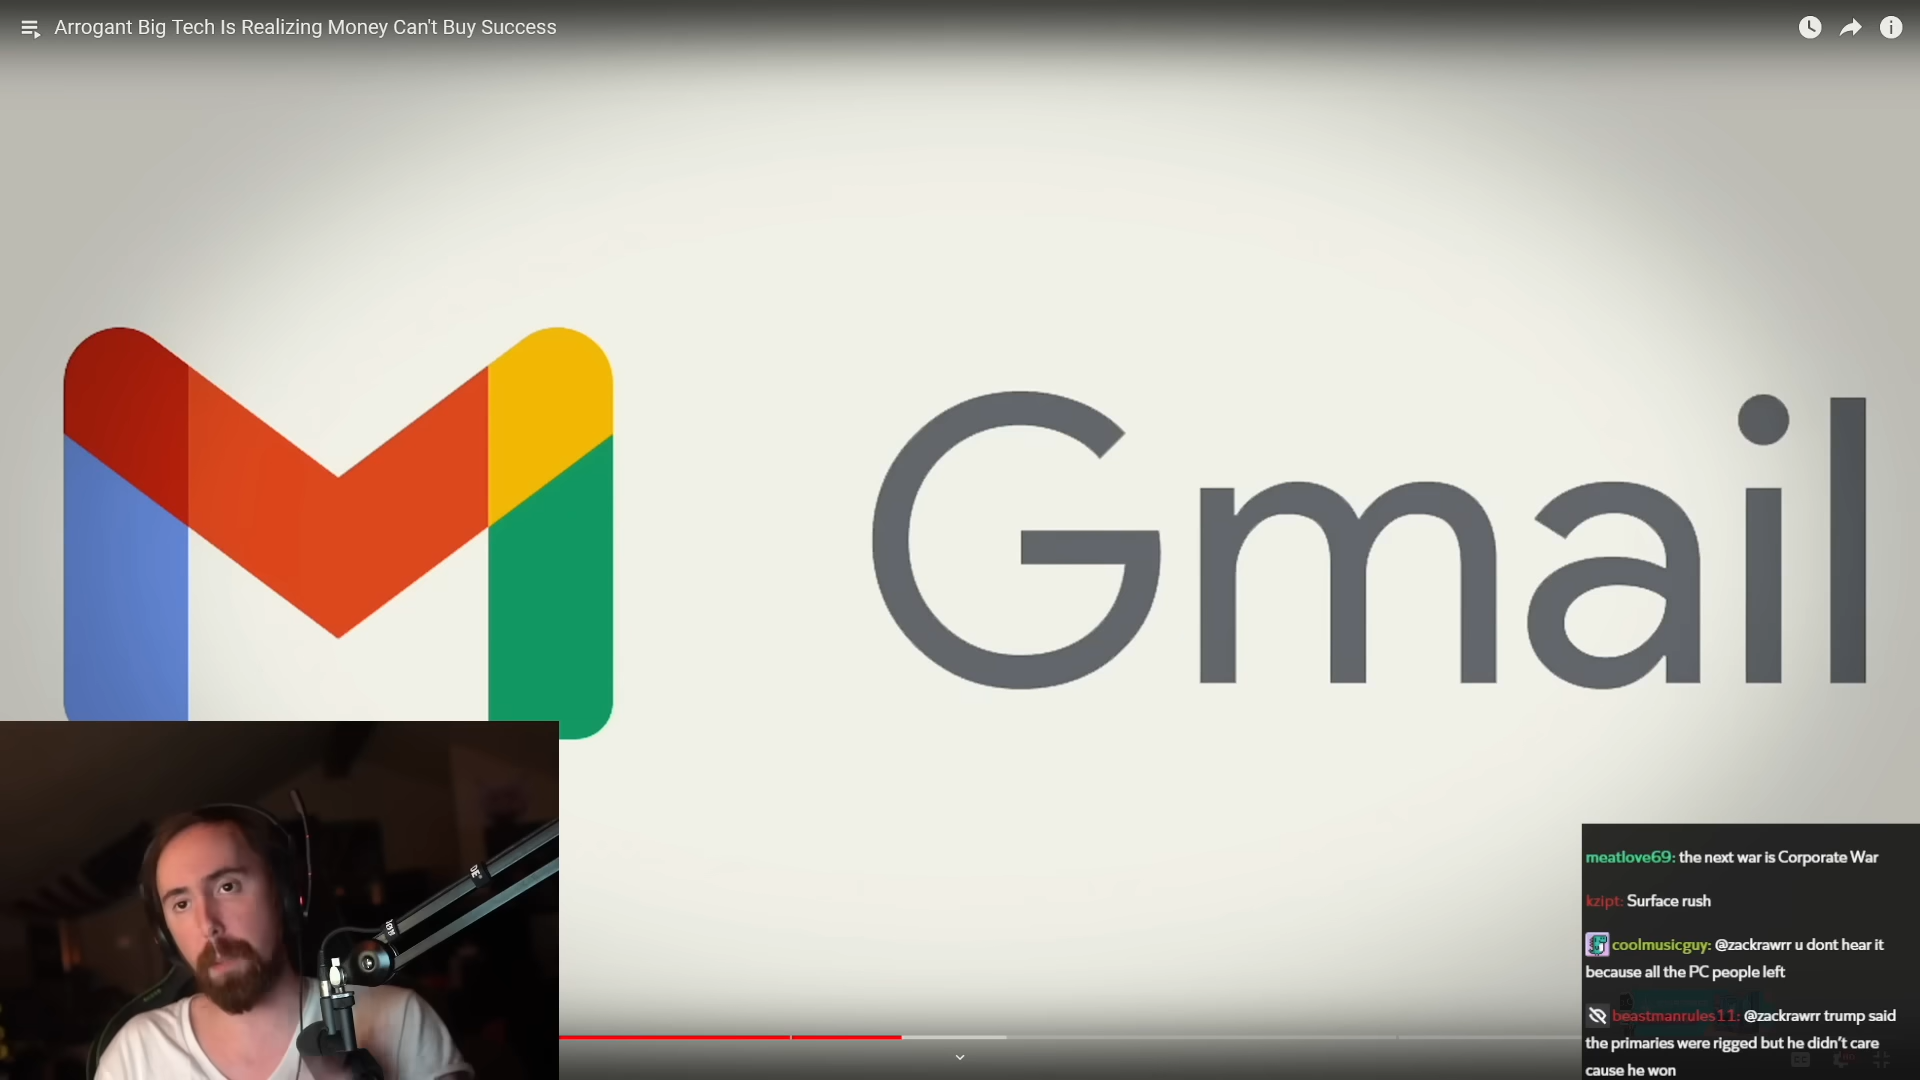 Arrogant Big Tech Is Realizing Money Can't Buy Success
Gmail
meatlove69: the next war is Corporate War
kzipt: Surface rush
coolmusicguy: @zackrawrr u dont hear it
because all the PC people left
beastmanrules11: @zackrawrr trump said
the primaries were rigged but he didn't care
cause he won